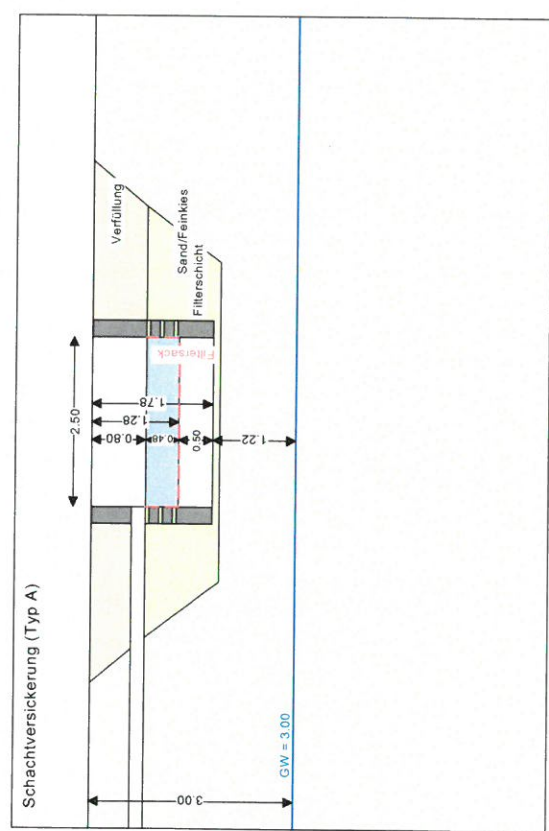 Schachtversickerung (Typ A)
2.50
Verfüllung
Sand/Feinkies
Filterschicht
Filtersack
0.80
1.28
1.78
0.48
0.50
1.22
3.00
GW = 3.00